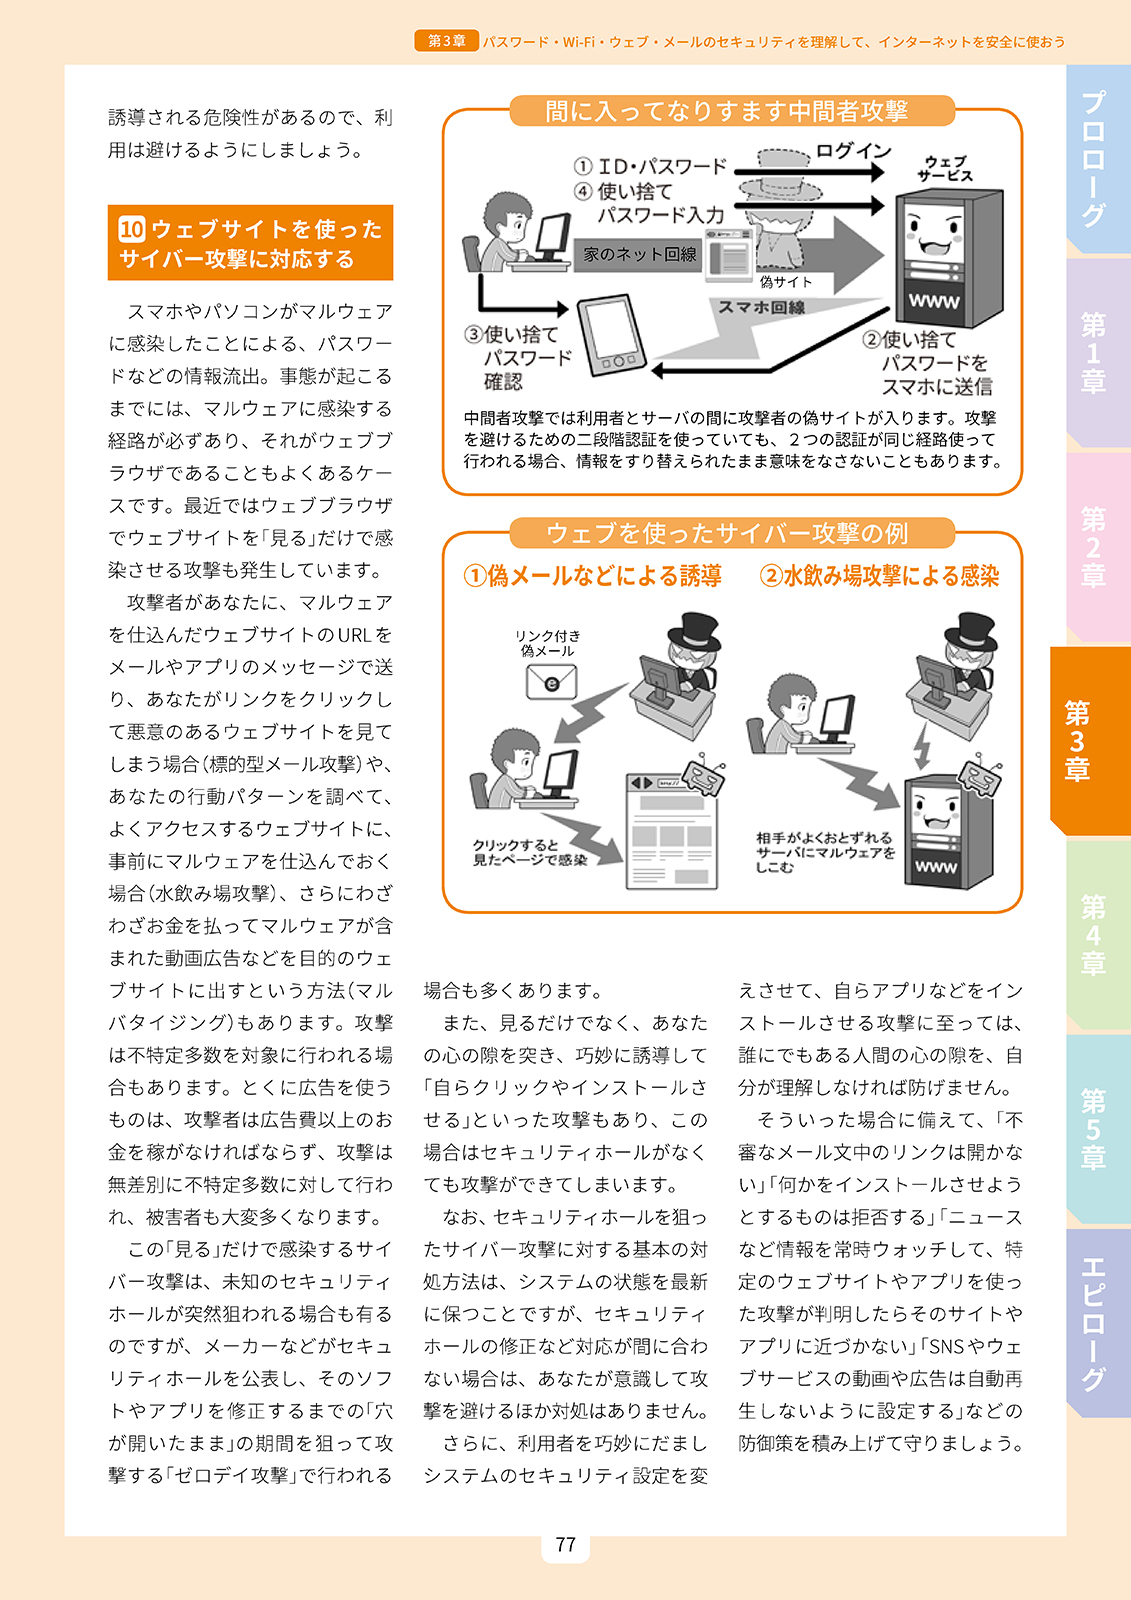 第3章 パスワード・Wi-Fi・ウェブ・メールのセキュリティを理解して、インターネットを安全に使おう
誘導される危険性があるので、利
用は避けるようにしましょう。
10 ウェブサイトを使った
サイバー攻撃に対応する
スマホやパソコンがマルウェア
に感染したことによる、パスワー
ドなどの情報流出。事態が起こる
までには、マルウェアに感染する
経路が必ずあり、それがウェブブ
ラウザであることもよくあるケー
スです。最近ではウェブブラウザ
でウェブサイトを「見る」だけで感
染させる攻撃も発生しています。
攻撃者があなたに、マルウェア
を仕込んだウェブサイトのURLを
メールやアプリのメッセージで送
り、あなたがリンクをクリックし
て悪意のあるウェブサイトを見て
しまう場合（標的型メール攻撃）や、
あなたの行動パターンを調べて、
よくアクセスするウェブサイトに、
事前にマルウェアを仕込んでおく
場合（水飲み場攻撃）、さらにわざ
わざお金を払ってマルウェアが含
まれた動画広告などを目的のウェ
ブサイトに出すという方法（マル
バタイジング）もあります。攻撃
は不特定多数を対象に行われる場
合もあります。とくに広告を使う
ものは、攻撃者は広告費以上のお
金を稼がなければならず、攻撃は
無差別に不特定多数に対して行わ
れ、被害者も大変多くなります。
この「見る」だけで感染するサイ
バー攻撃は、未知のセキュリティ
ホールが突然狙われる場合も有る
のですが、メーカーなどがセキュ
リティホールを公表し、そのソフ
トやアプリを修正するまでの「穴
が開いたまま」の期間を狙って攻
撃する「ゼロデイ攻撃」で行われる
間に入ってなりすます中間者攻撃
① ID・パスワード
④ 使い捨て
パスワード入力
ログイン
ウェブ
サービス
家のネット回線
偽サイト
スマホ回線
WWW
③使い捨て
パスワード
確認
②使い捨て
パスワードを
スマホに送信
中間者攻撃では利用者とサーバの間に攻撃者の偽サイトが入ります。攻撃
を避けるための二段階認証を使っていても、２つの認証が同じ経路使って
行われる場合、情報をすり替えられたまま意味をなさないこともあります。
ウェブを使ったサイバー攻撃の例
①偽メールなどによる誘導
リンク付き
偽メール
e
http://
クリックすると
見たページで感染
②水飲み場攻撃による感染
相手がよくおとずれる
サーバにマルウェアを
しこむ
WWW
場合も多くあります。
また、見るだけでなく、あなた
の心の隙を突き、巧妙に誘導して
「自らクリックやインストールさ
せる」といった攻撃もあり、この
場合はセキュリティホールがなく
ても攻撃ができてしまいます。
なお、セキュリティホールを狙っ
たサイバー攻撃に対する基本の対
処方法は、システムの状態を最新
に保つことですが、セキュリティ
ホールの修正など対応が間に合わ
ない場合は、あなたが意識して攻
撃を避けるほか対処はありません。
さらに、利用者を巧妙にだまし
システムのセキュリティ設定を変
えさせて、自らアプリなどをイン
ストールさせる攻撃に至っては、
誰にでもある人間の心の隙を、自
分が理解しなければ防げません。
そういった場合に備えて、「不
審なメール文中のリンクは開かな
い」「何かをインストールさせよう
とするものは拒否する」「ニュース
など情報を常時ウォッチして、特
定のウェブサイトやアプリを使っ
た攻撃が判明したらそのサイトや
アプリに近づかない」「SNSやウェ
ブサービスの動画や広告は自動再
生しないように設定する」などの
防御策を積み上げて守りましょう。
プロローグ
第1章
第2章
第3章
第4章
第5章
エピローグ
77